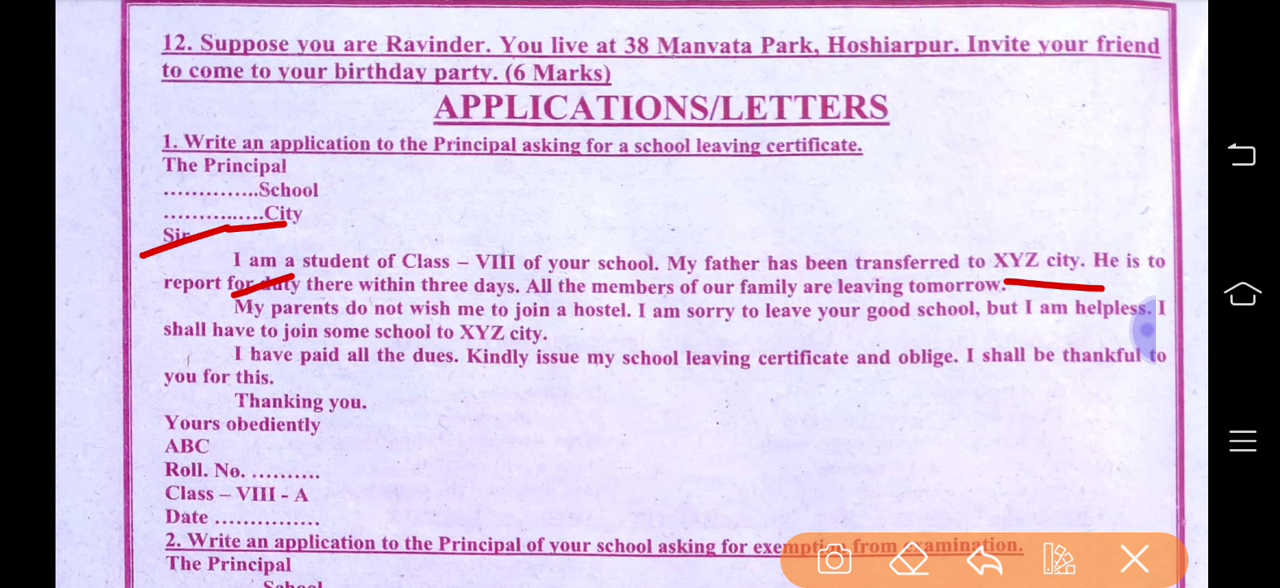 12. Suppose you are Ravinder. You live at 38 Manvata Park, Hoshiarpur. Invite your friend
to come to your birthday party. (6 Marks)
APPLICATIONS/LETTERS
1. Write an application to the Principal asking for a school leaving certificate.
The Principal
..............School
...............City
Sir
I am a student of Class – VIII of your school. My father has been transferred to XYZ city. He is to
report for duty there within three days. All the members of our family are leaving tomorrow.
My parents do not wish me to join a hostel. I am sorry to leave your good school, but I am helpless. I
shall have to join some school to XYZ city.
I have paid all the dues. Kindly issue my school leaving certificate and oblige. I shall be thankful to
you for this.
Thanking you.
Yours obediently
ABC
Roll. No. ..........
Class – VIII - A
Date ...............
2. Write an application to the Principal of your school asking for exemption from examination.
The Principal
School